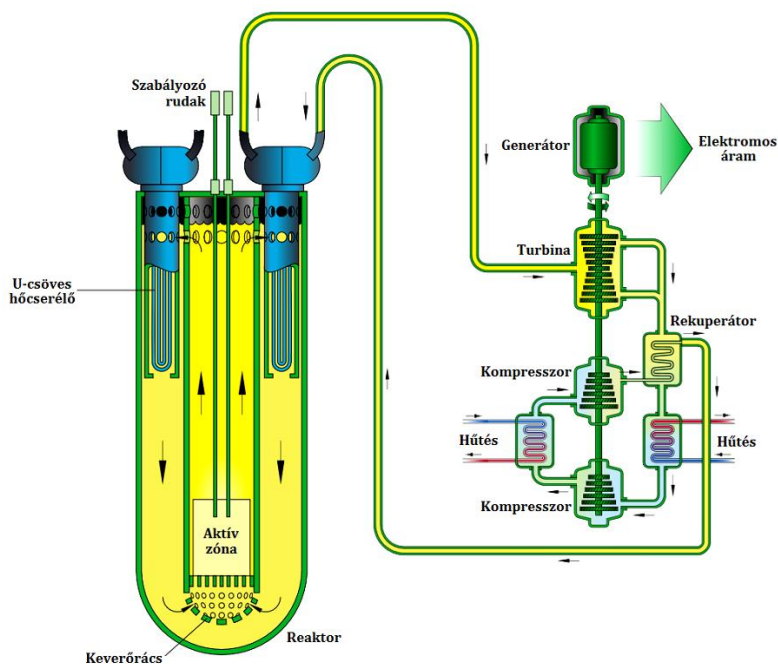 Szabályozó
rudak
Generátor
Elektromos
áram
Turbina
U-csöves
hőcserélő
Rekuperátor
Kompresszor
Hűtés
Hűtés
Kompresszor
Aktív
zóna
Reaktor
Keverőrács